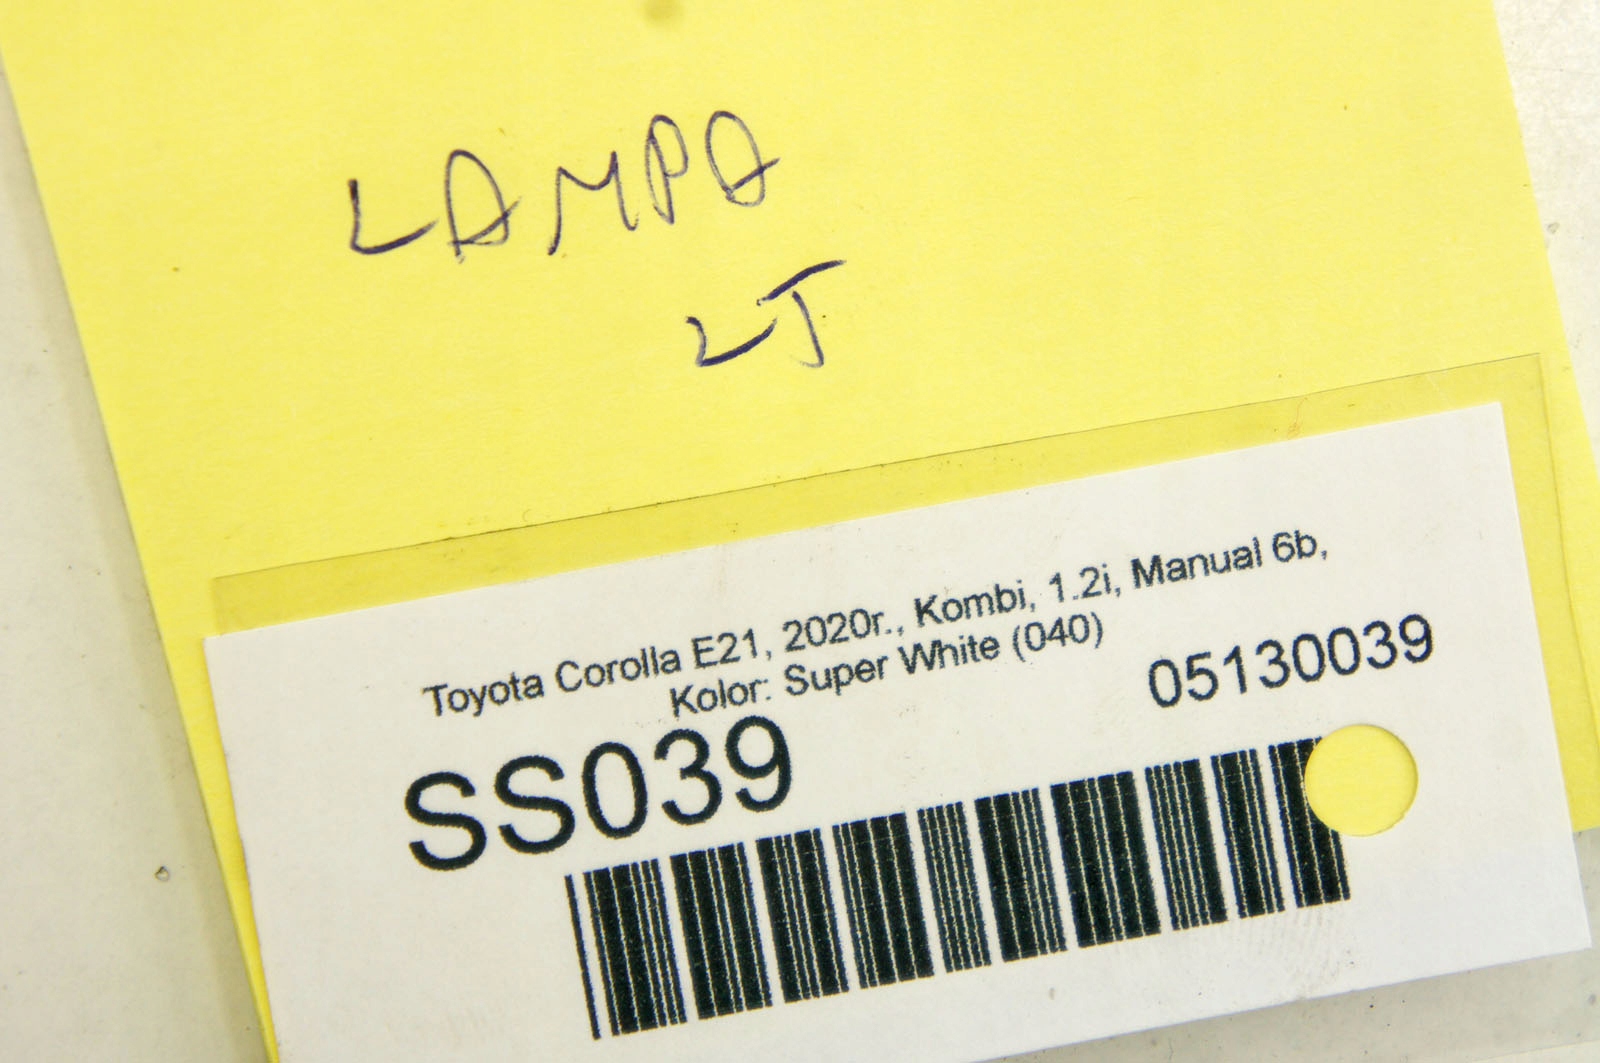 LAMPA
LT
Toyota Corolla E21, 2020r., Kombi, 1.2i, Manual 6b,
Kolor: Super White (040)
05130039
SS039